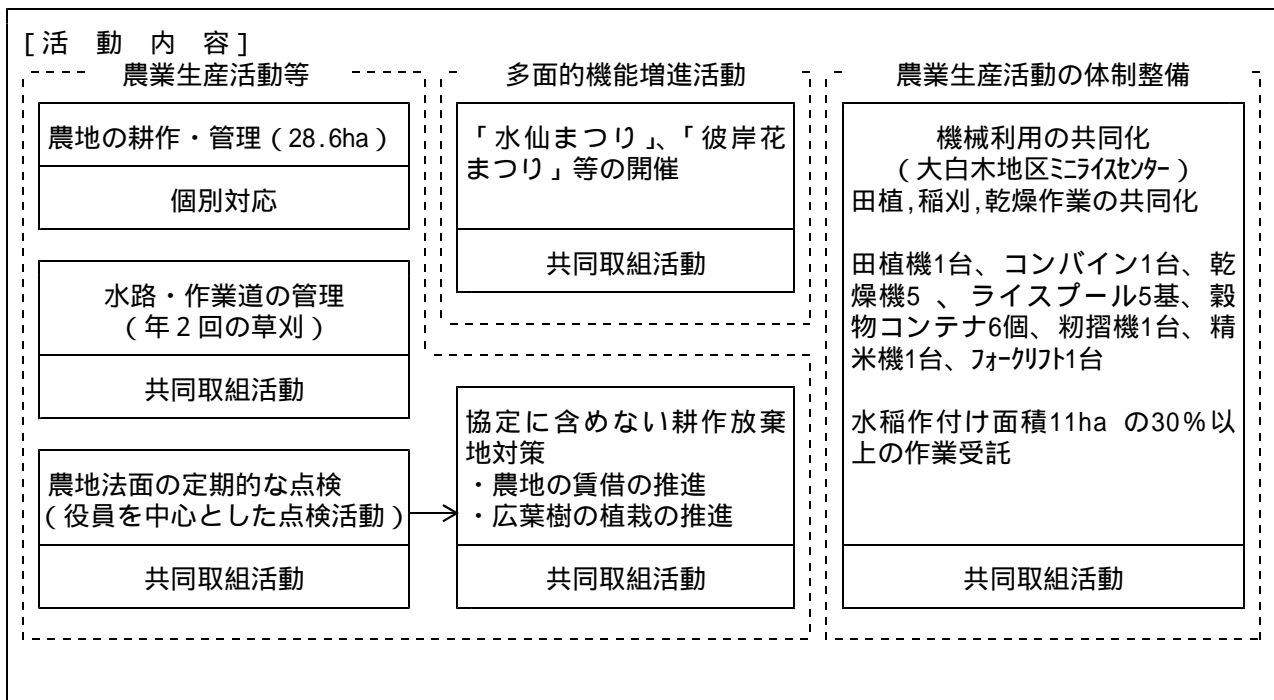 [活 動 内 容]
農業生産活動等
農地の耕作・管理（28.6ha）
個別対応
水路・作業道の管理
（年２回の草刈）
共同取組活動
農地法面の定期的な点検
（役員を中心とした点検活動）
共同取組活動
多面的機能増進活動
「水仙まつり」、「彼岸花
まつり」等の開催
共同取組活動
協定に含めない耕作放棄
地対策
・農地の賃借の推進
・広葉樹の植栽の推進
共同取組活動
農業生産活動の体制整備
機械利用の共同化
（大白木地区ﾐﾆﾗｲｽｾﾝﾀｰ）
田植,稲刈,乾燥作業の共同化
田植機1台、コンバイン1台、乾
燥機5 、ライスプール5基、穀
物コンテナ6個、籾摺機1台、精
米機1台、ﾌｫｰｸﾘﾌﾄ1台
水稲作付け面積11ha の30％以
上の作業受託
共同取組活動